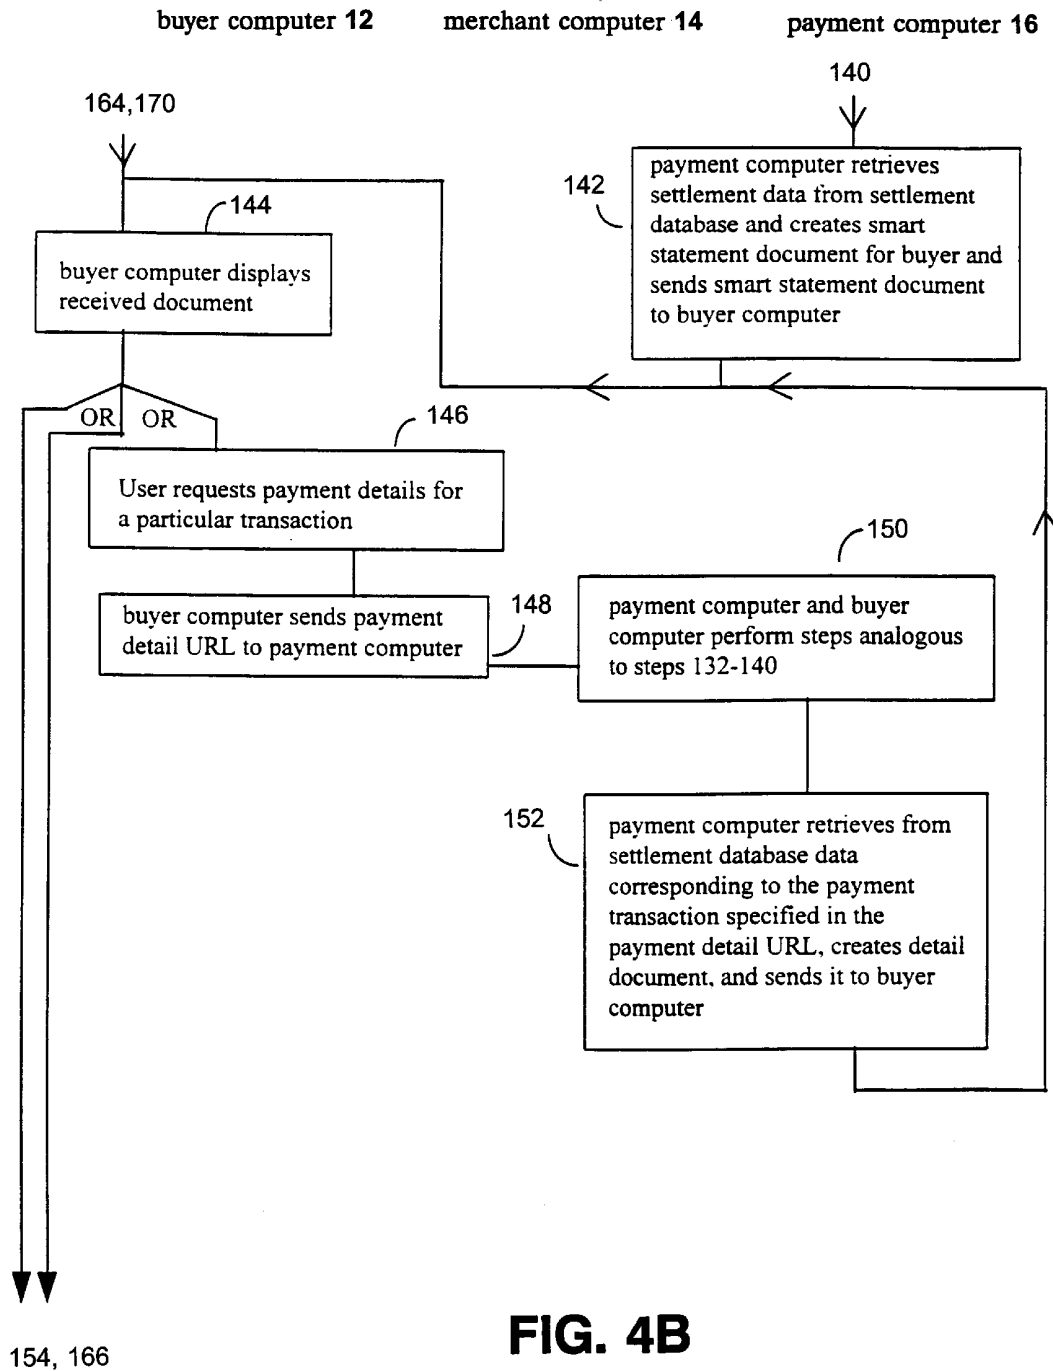 buyer computer 12 merchant computer 14 payment computer 16
140
164,170
142
payment computer retrieves
settlement data from settlement
database and creates smart
statement document for buyer and
sends smart statement document
to buyer computer
144
buyer computer displays
received document
OR OR
146
User requests payment details for
a particular transaction
150
buyer computer sends payment
detail URL to payment computer
148
payment computer and buyer
computer perform steps analogous
to steps 132-140
152
payment computer retrieves from
settlement database data
corresponding to the payment
transaction specified in the
payment detail URL, creates detail
document, and sends it to buyer
computer
FIG. 4B
154, 166